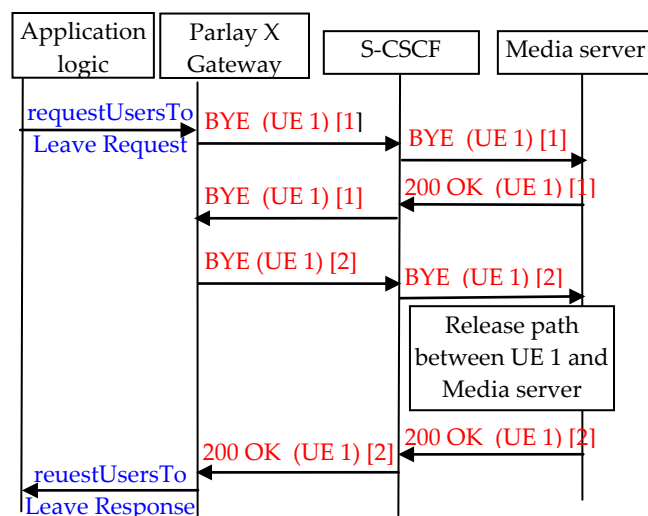 Application
logic
Parlay X
Gateway
S-CSCF
Media server
requestUsersTo
Leave Request
BYE (UE 1) [1]
BYE (UE 1) [1]
200 OK (UE 1) [1]
BYE (UE 1) [1]
BYE (UE 1) [2]
BYE (UE 1) [2]
Release path
between UE 1 and
Media server
200 OK (UE 1) [2]
200 OK (UE 1) [2]
reuestUsersTo
Leave Response